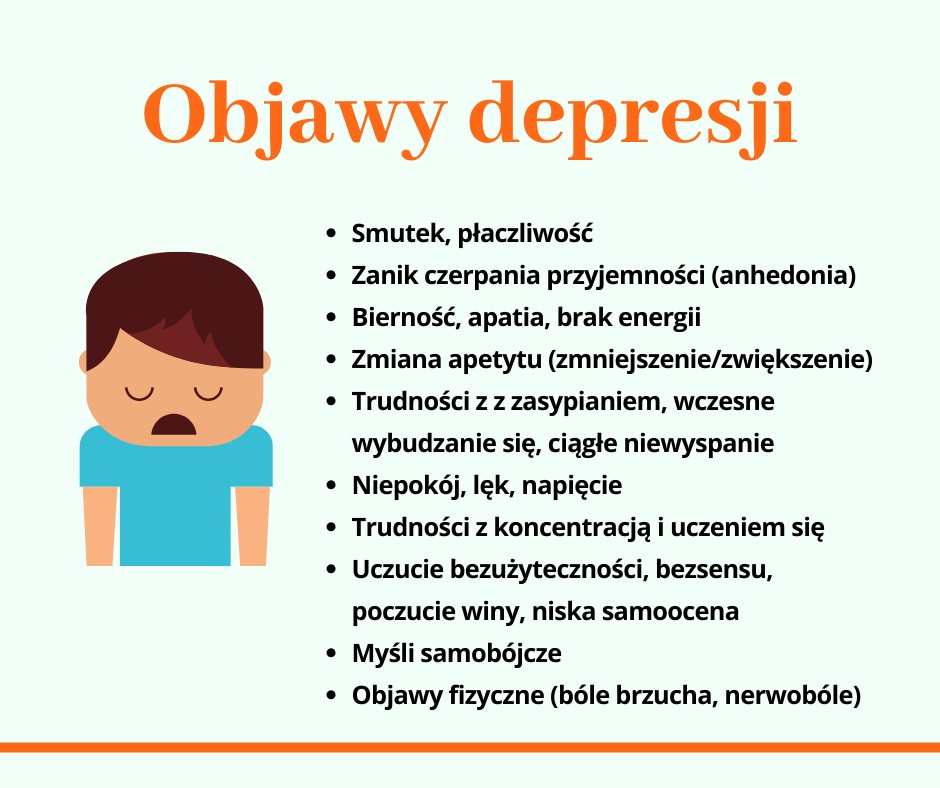 Objawy depresji
• Smutek, płaczliwość
• Zanik czerpania przyjemności (anhedonia)
• Bierność, apatia, brak energii
• Zmiana apetytu (zmniejszenie/zwiększenie)
• Trudności z z zasypianiem, wczesne
wybudzanie się, ciągłe niewyspanie
• Niepokój, lęk, napięcie
• Trudności z koncentracją i uczeniem się
• Uczucie bezużyteczności, bezsensu,
poczucie winy, niska samoocena
• Myśli samobójcze
• Objawy fizyczne (bóle brzucha, nerwobóle)